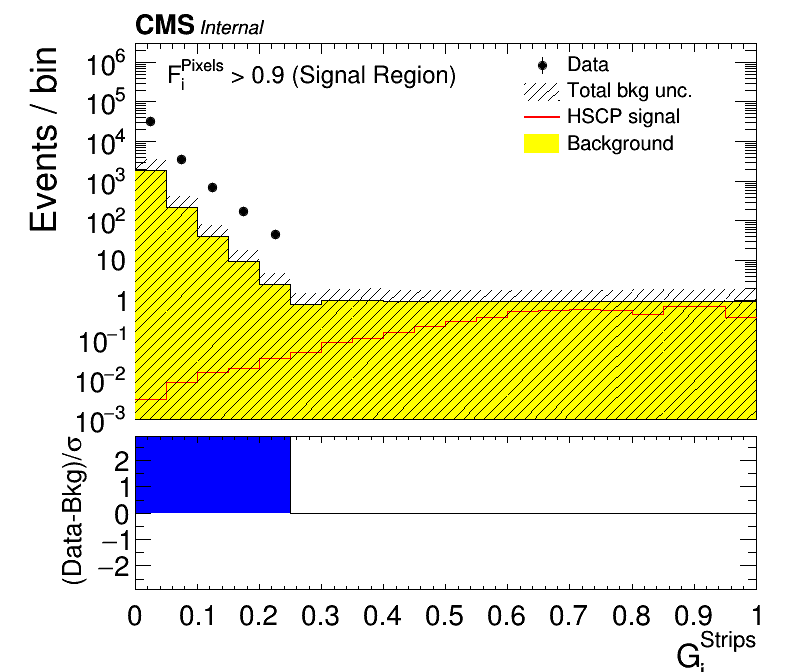 CMS Internal
Events / bin
F_i^Pixels > 0.9 (Signal Region)
Data
Total bkg unc.
HSCP signal
Background
10^6
10^5
10^4
10^3
10^2
10
1
10^−1
10^−2
10^−3
(Data-Bkg)/σ
2
1
0
−1
−2
0 0.1 0.2 0.3 0.4 0.5 0.6 0.7 0.8 0.9 1
G_i^Strips